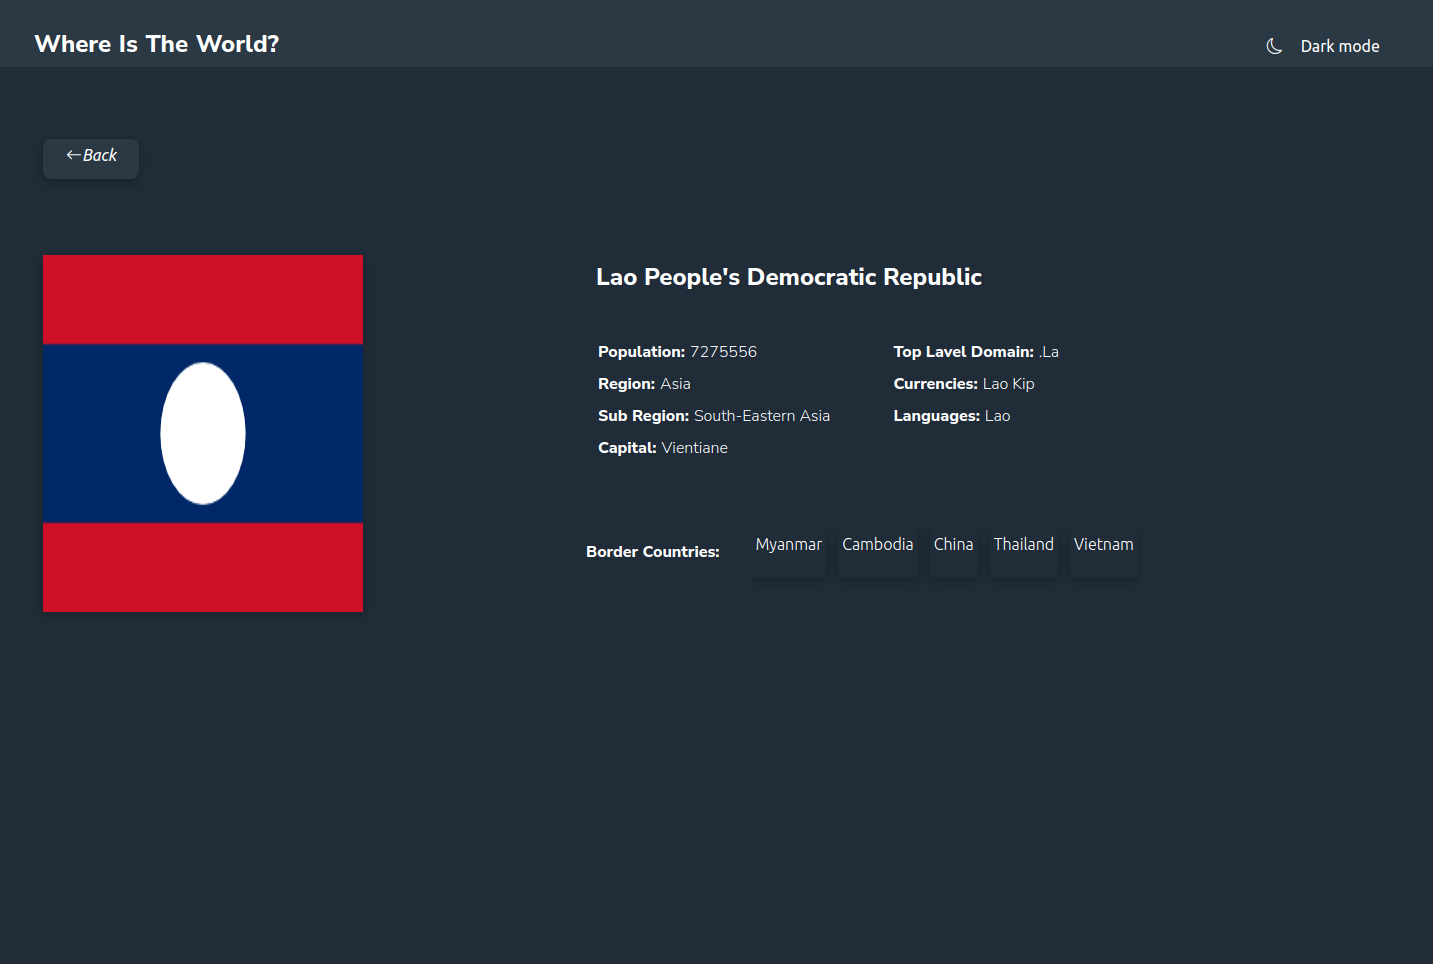 Where Is The World?
Dark mode
←Back
Lao People's Democratic Republic
Population: 7275556
Region: Asia
Sub Region: South-Eastern Asia
Capital: Vientiane
Top Lavel Domain: .La
Currencies: Lao Kip
Languages: Lao
Border Countries: Myanmar Cambodia China Thailand Vietnam